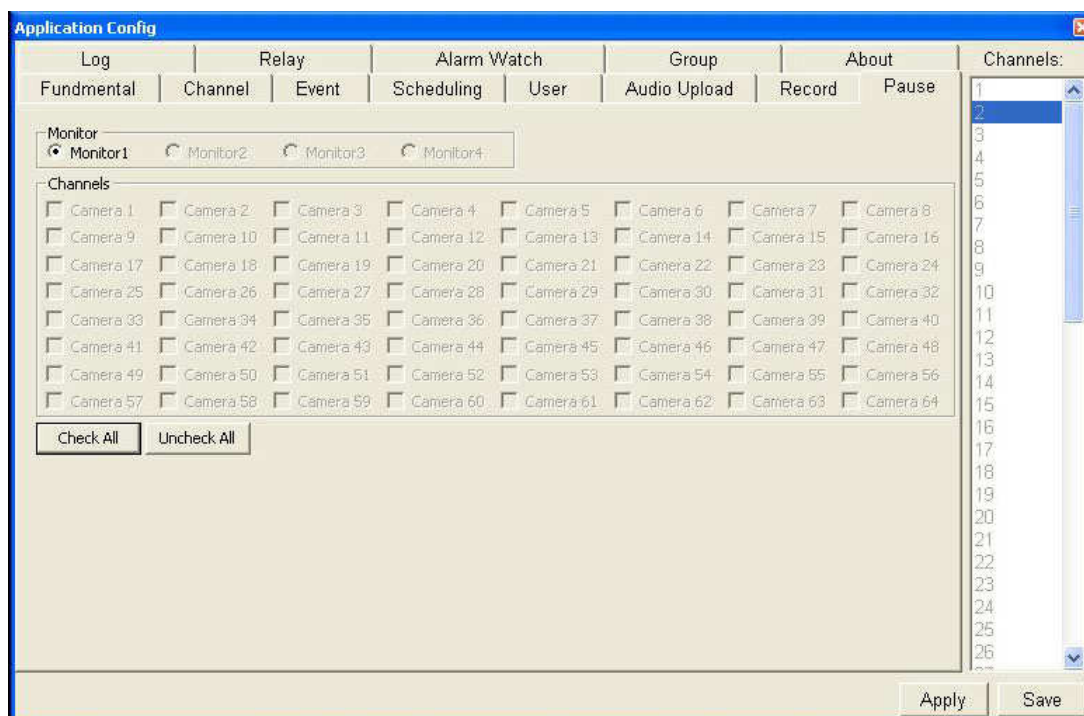 Application Config
Log Relay Alarm Watch Group About Channels:
Fundmental Channel Event Scheduling User Audio Upload Record Pause
Monitor
Monitor1 Monitor2 Monitor3 Monitor4
Channels
Camera 1 Camera 2 Camera 3 Camera 4 Camera 5 Camera 6 Camera 7 Camera 8
Camera 9 Camera 10 Camera 11 Camera 12 Camera 13 Camera 14 Camera 15 Camera 16
Camera 17 Camera 18 Camera 19 Camera 20 Camera 21 Camera 22 Camera 23 Camera 24
Camera 25 Camera 26 Camera 27 Camera 28 Camera 29 Camera 30 Camera 31 Camera 32
Camera 33 Camera 34 Camera 35 Camera 36 Camera 37 Camera 38 Camera 39 Camera 40
Camera 41 Camera 42 Camera 43 Camera 44 Camera 45 Camera 46 Camera 47 Camera 48
Camera 49 Camera 50 Camera 51 Camera 52 Camera 53 Camera 54 Camera 55 Camera 56
Camera 57 Camera 58 Camera 59 Camera 60 Camera 61 Camera 62 Camera 63 Camera 64
Check All Uncheck All
1
2
3
4
5
6
7
8
9
10
11
12
13
14
15
16
17
18
19
20
21
22
23
24
25
26
Apply Save